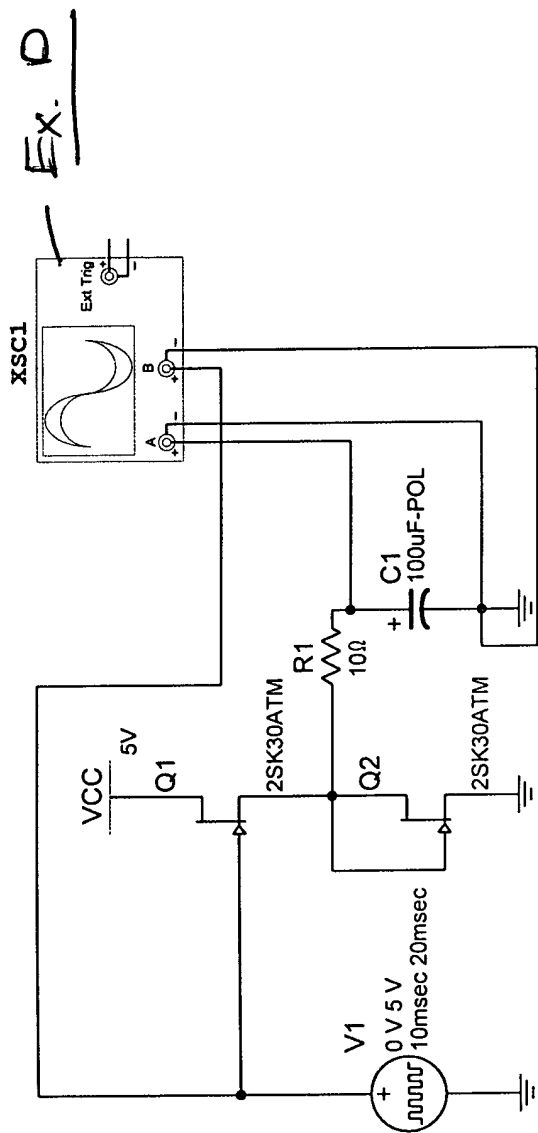 Ex. D
XSC1
Ext Trig
+
-
A
+
-
B
+
-
VCC
5V
Q1
2SK30ATM
R1
10Ω
+
C1
100uF-POL
Q2
2SK30ATM
V1
+
0 V 5 V
10msec 20msec